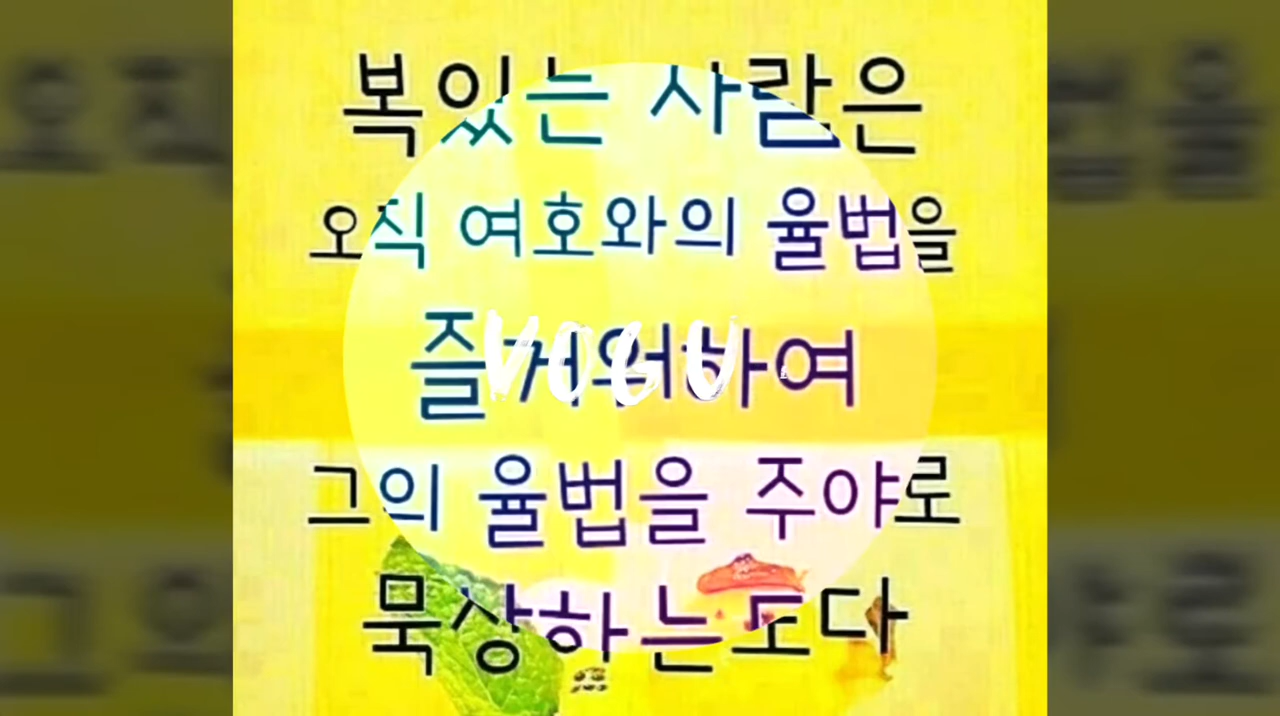 복있는 사람은
오직 여호와의 율법을
즐거워하여
VOGU
그의 율법을 주야로
묵상하는도다